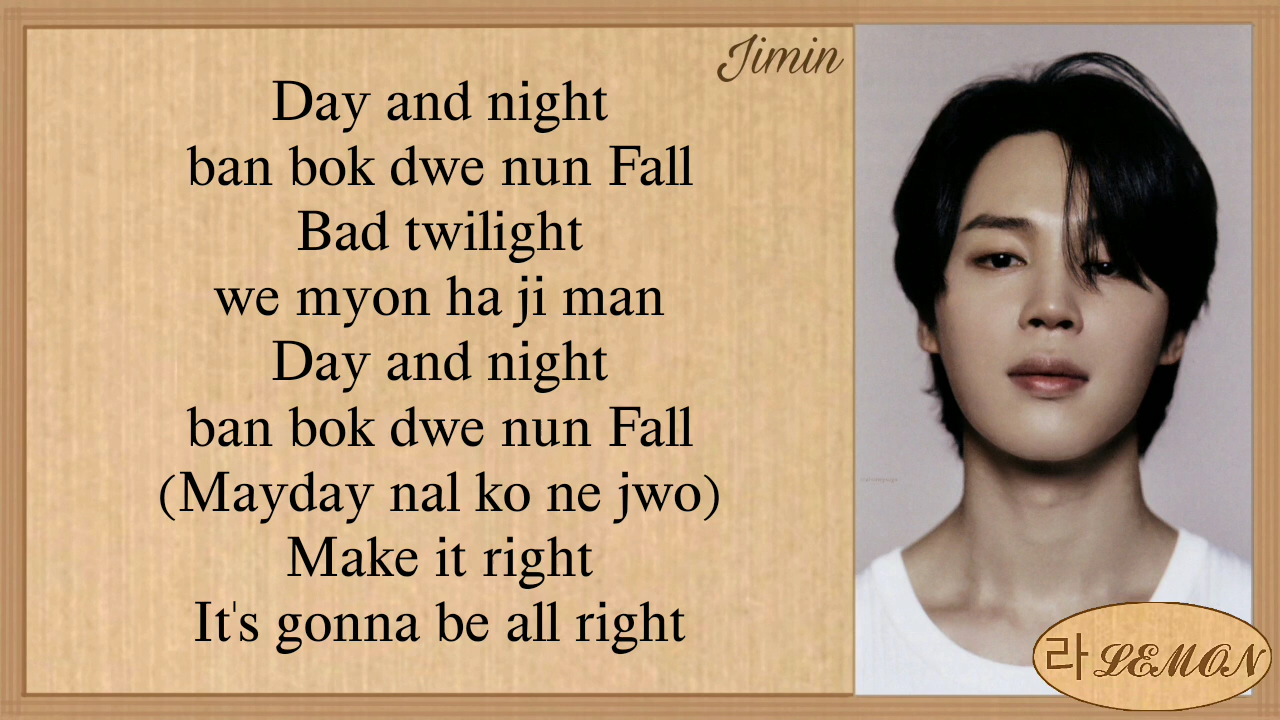 Jimin
Day and night
ban bok dwe nun Fall
Bad twilight
we myon ha ji man
Day and night
ban bok dwe nun Fall
(Mayday nal ko ne jwo)
Make it right
It's gonna be all right
라 LEMON